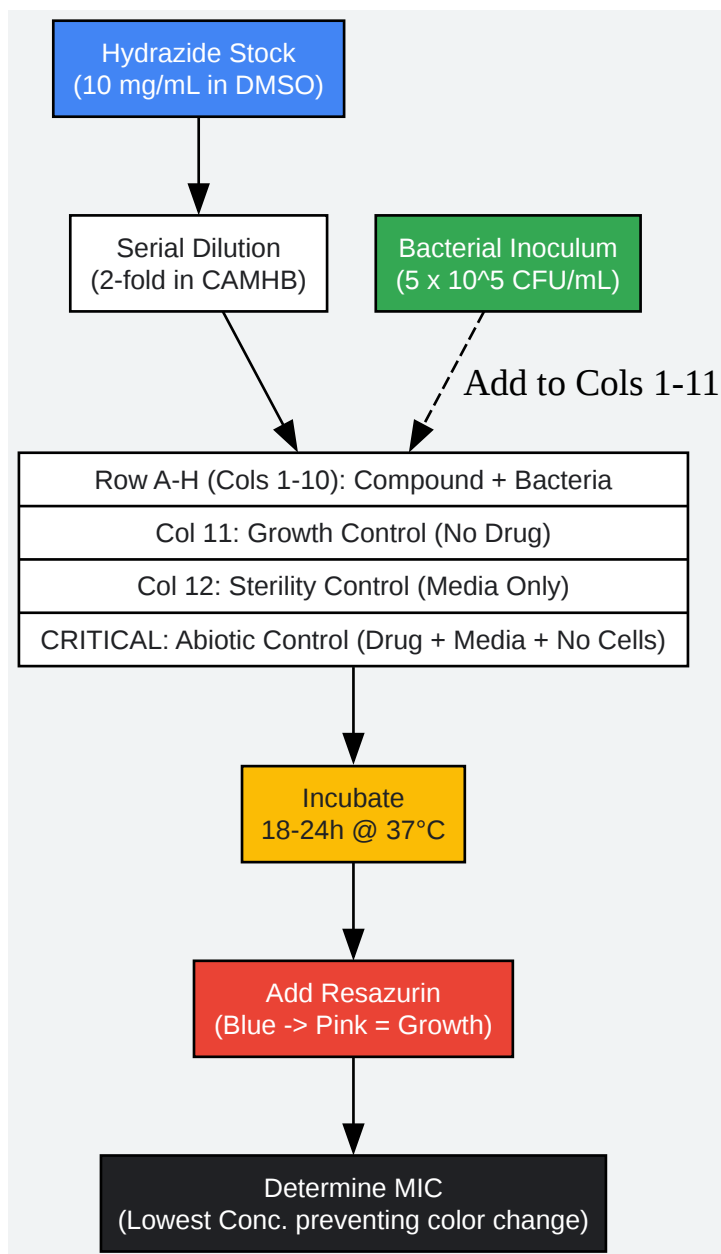 Hydrazide Stock
(10 mg/mL in DMSO)
Serial Dilution
(2-fold in CAMHB)
Bacterial Inoculum
(5 x 10^5 CFU/mL)
Add to Cols 1-11
Row A-H (Cols 1-10): Compound + Bacteria
Col 11: Growth Control (No Drug)
Col 12: Sterility Control (Media Only)
CRITICAL: Abiotic Control (Drug + Media + No Cells)
Incubate
18-24h @ 37°C
Add Resazurin
(Blue -> Pink = Growth)
Determine MIC
(Lowest Conc. preventing color change)